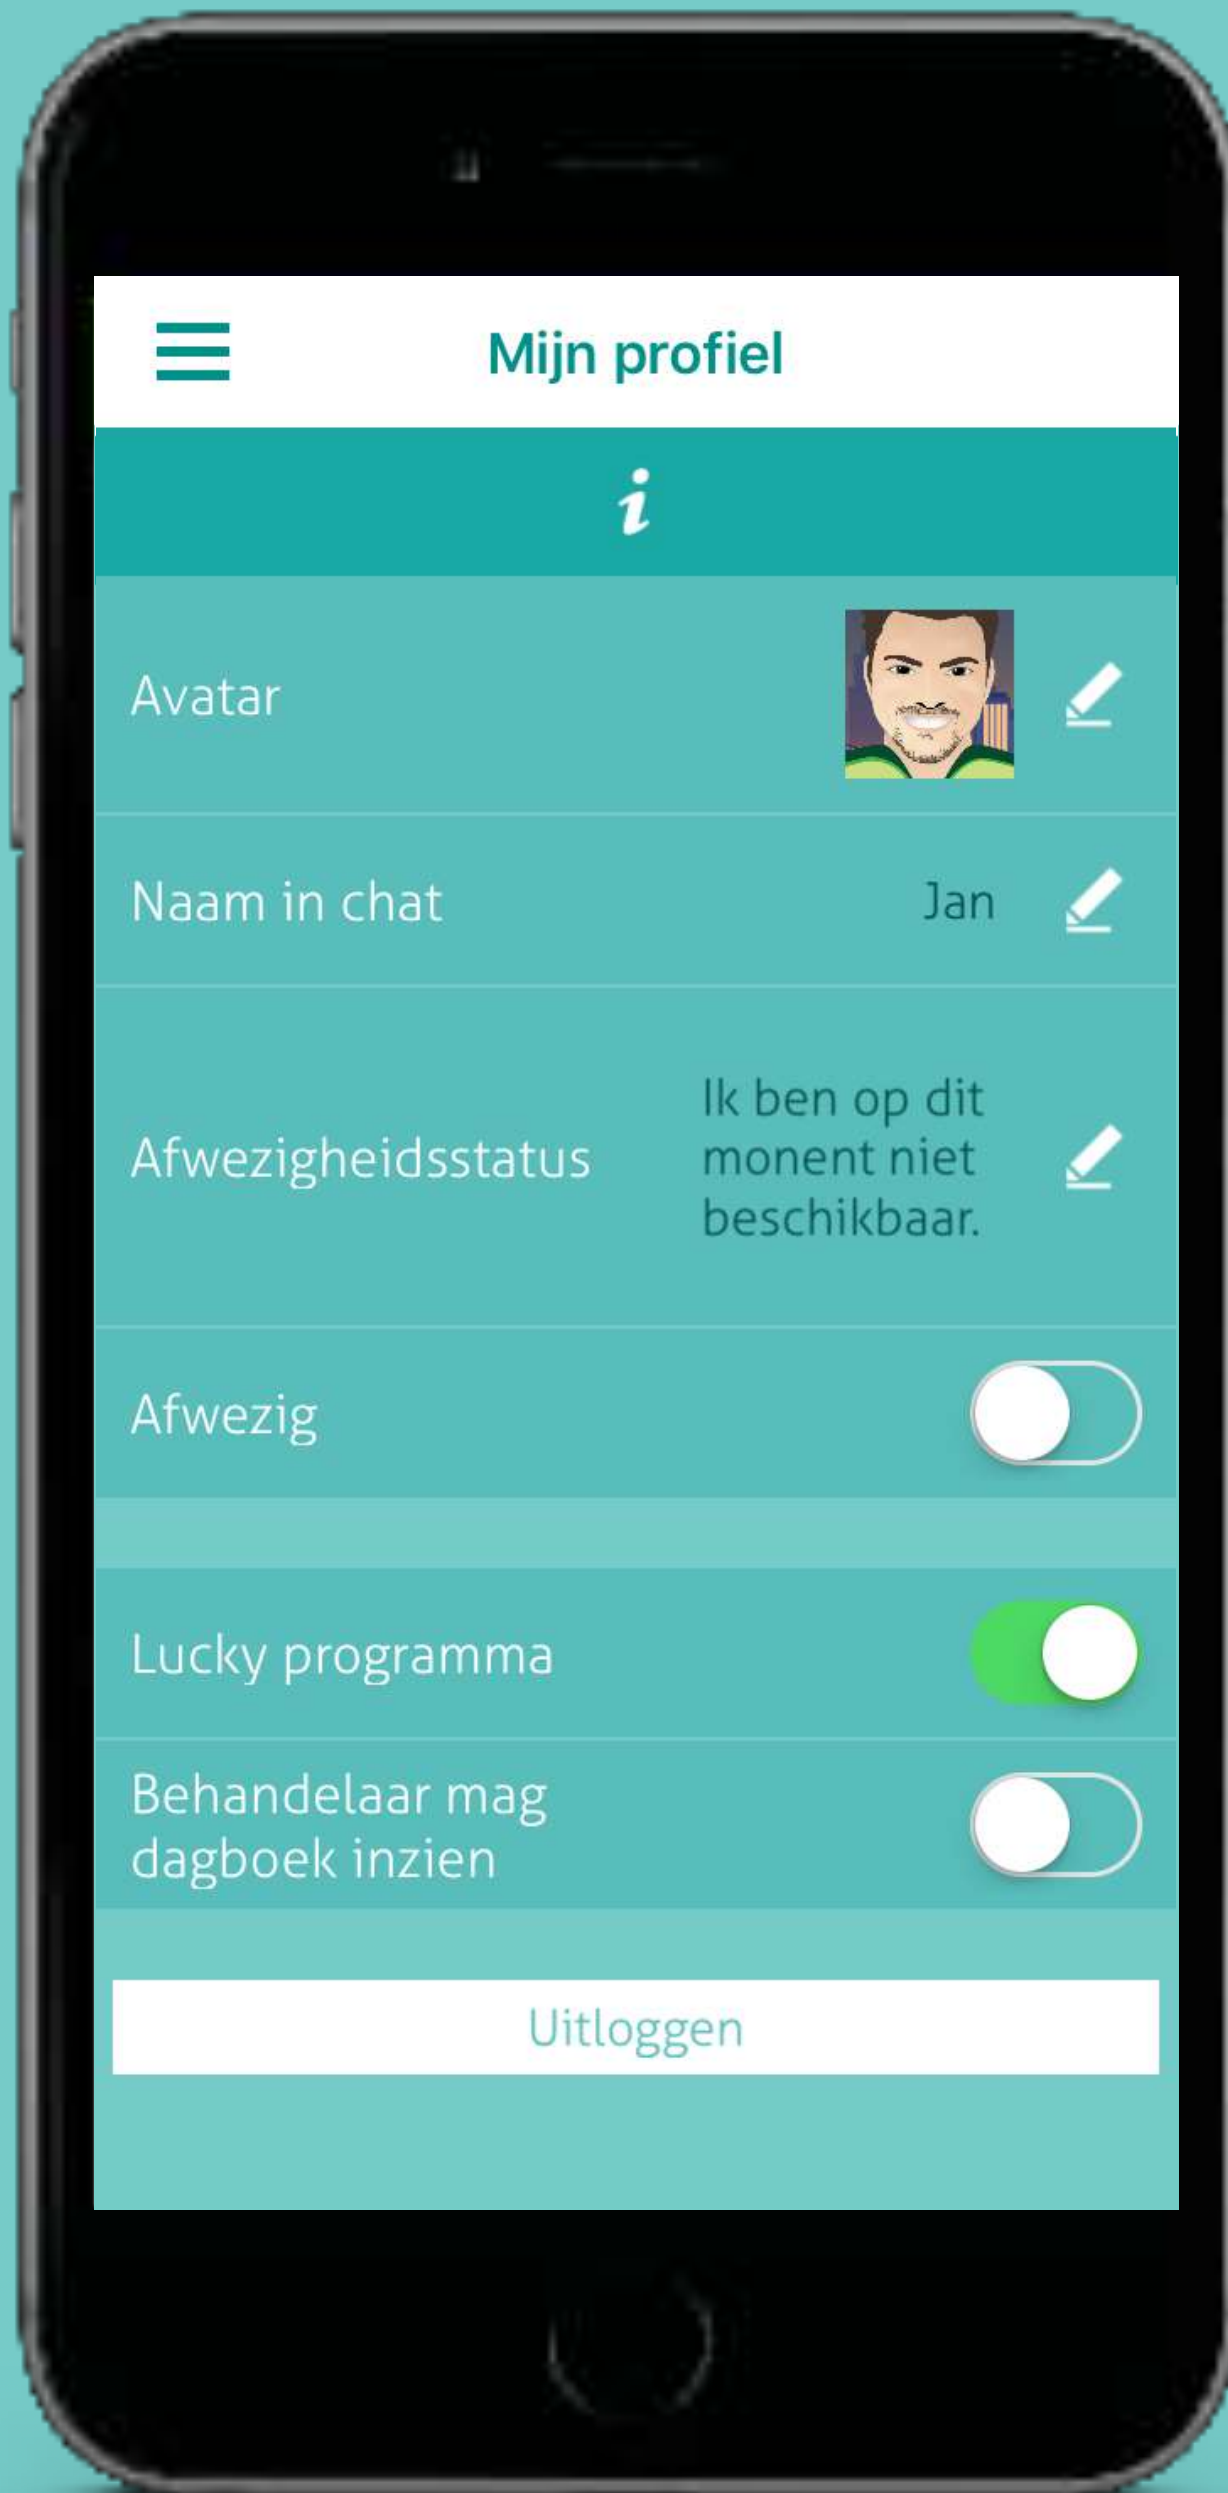 Mijn profiel
i
Avatar
Naam in chat
Jan
Afwezigheidsstatus
Ik ben op dit
monent niet
beschikbaar.
Afwezig
Lucky programma
Behandelaar mag
dagboek inzien
Uitloggen